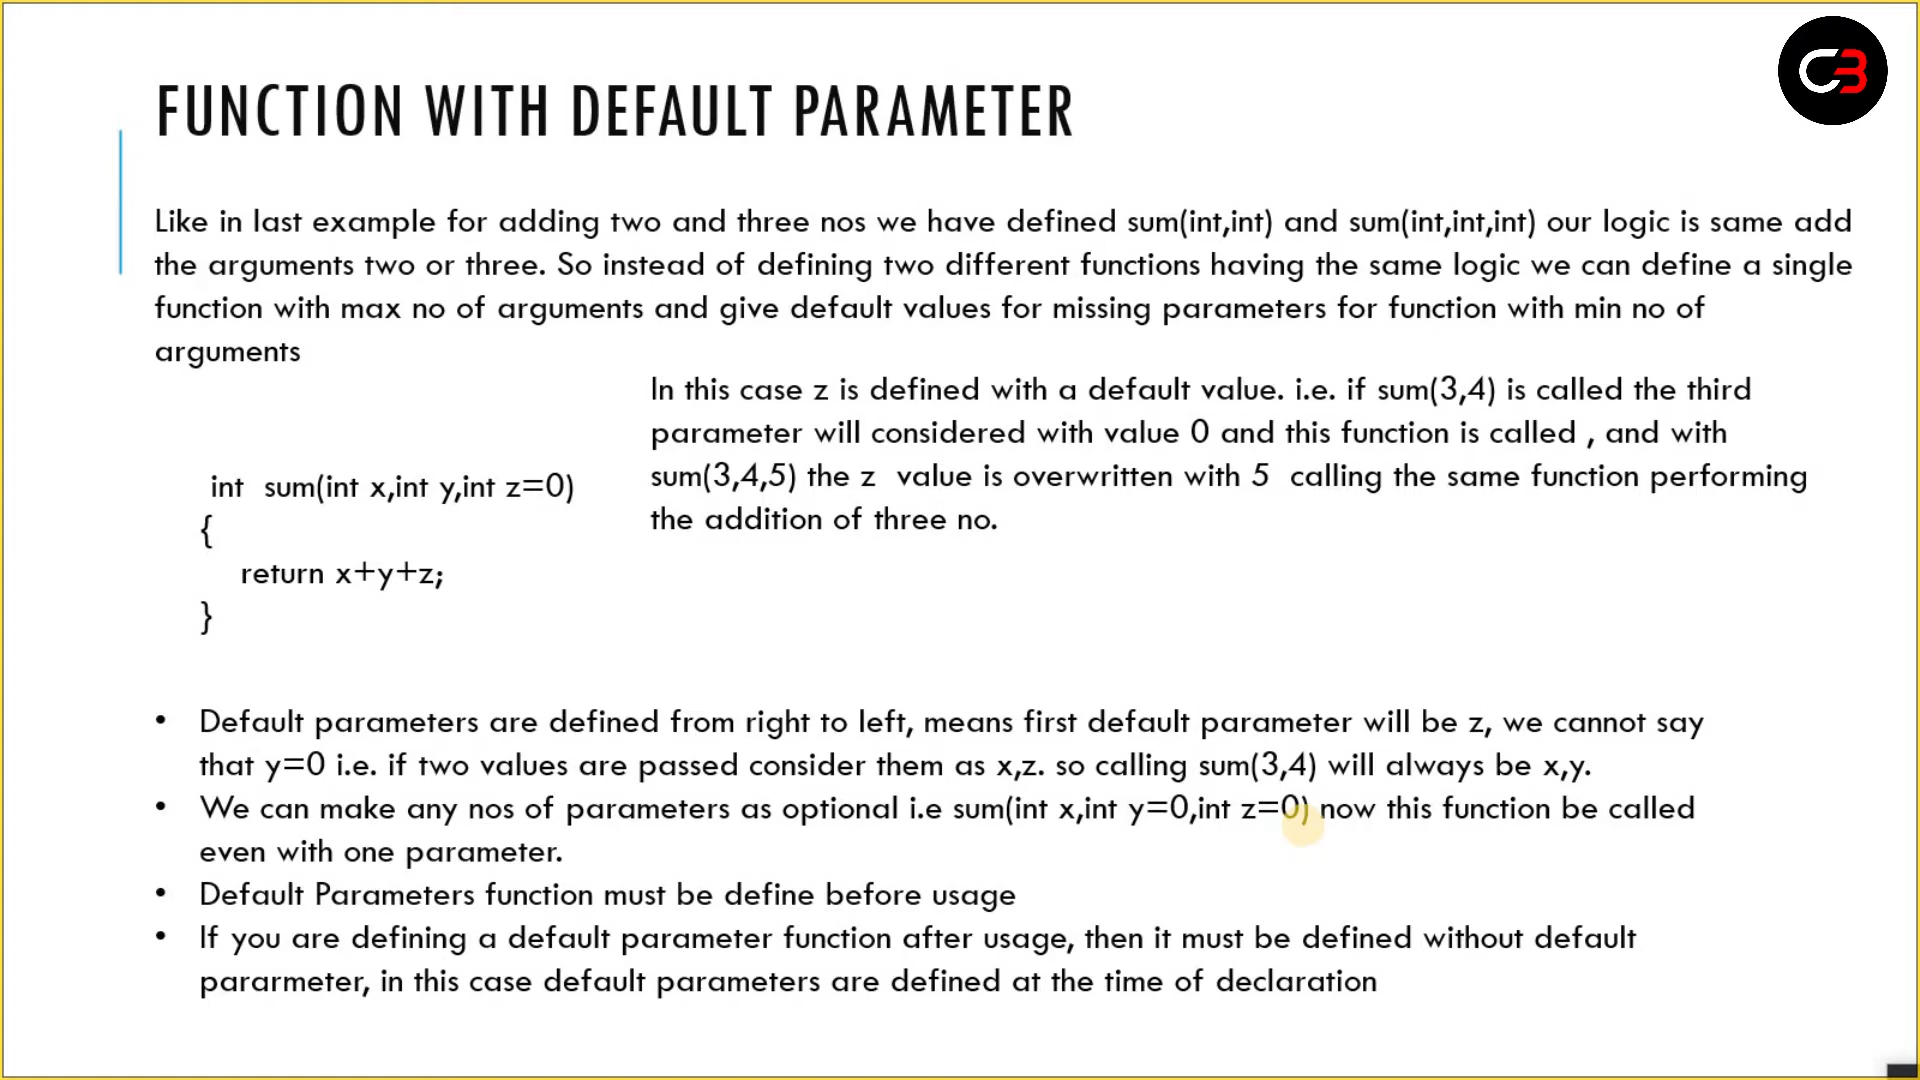 C3
FUNCTION WITH DEFAULT PARAMETER
Like in last example for adding two and three nos we have defined sum(int,int) and sum(int,int,int) our logic is same add
the arguments two or three. So instead of defining two different functions having the same logic we can define a single
function with max no of arguments and give default values for missing parameters for function with min no of
arguments
In this case z is defined with a default value. i.e. if sum(3,4) is called the third
parameter will considered with value 0 and this function is called , and with
sum(3,4,5) the z  value is overwritten with 5  calling the same function performing
the addition of three no.
int  sum(int x,int y,int z=0)
{
return x+y+z;
}
• Default parameters are defined from right to left, means first default parameter will be z, we cannot say
that y=0 i.e. if two values are passed consider them as x,z. so calling sum(3,4) will always be x,y.
• We can make any nos of parameters as optional i.e sum(int x,int y=0,int z=0) now this function be called
even with one parameter.
• Default Parameters function must be define before usage
• If you are defining a default parameter function after usage, then it must be defined without default
pararmeter, in this case default parameters are defined at the time of declaration